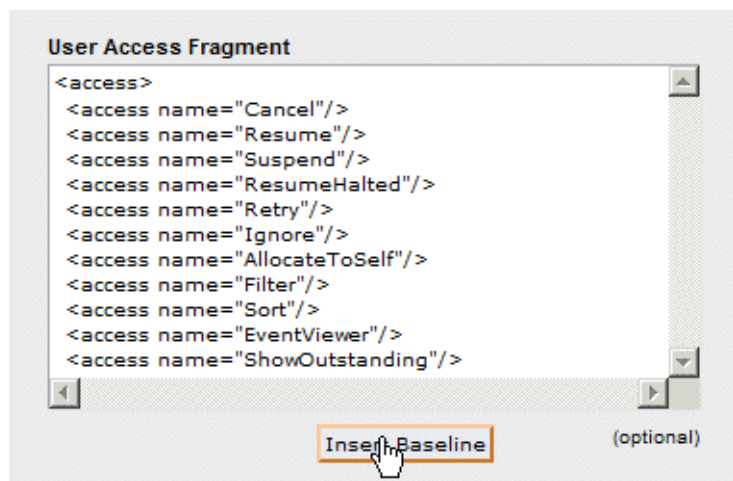 User Access Fragment
<access>
<access name="Cancel"/>
<access name="Resume"/>
<access name="Suspend"/>
<access name="ResumeHalted"/>
<access name="Retry"/>
<access name="Ignore"/>
<access name="AllocateToSelf"/>
<access name="Filter"/>
<access name="Sort"/>
<access name="EventViewer"/>
<access name="ShowOutstanding"/>
Insert Baseline
(optional)